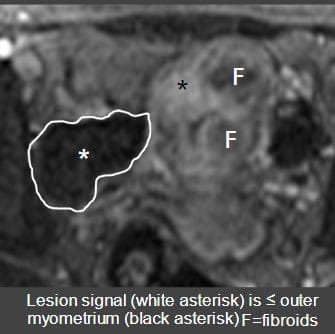 *
F
*
F
Lesion signal (white asterisk) is ≤ outer
myometrium (black asterisk) F=fibroids